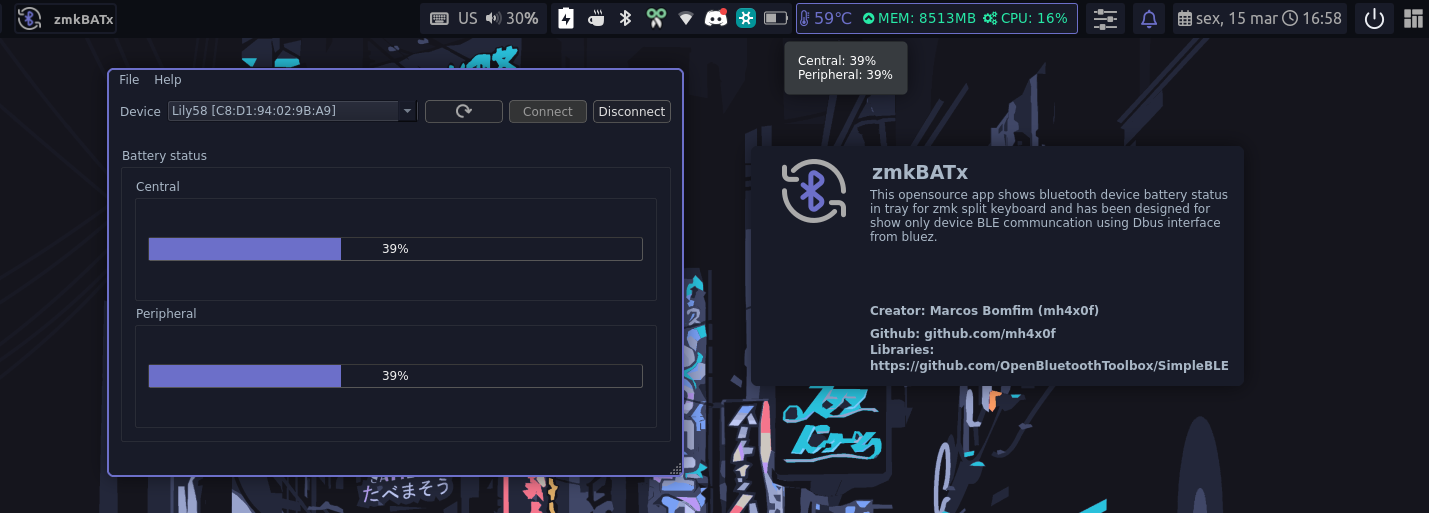 zmkBATx
US 30%
59℃ MEM: 8513MB CPU: 16%
sex, 15 mar 16:58
Central: 39%
Peripheral: 39%
File Help
Device Lily58 [C8:D1:94:02:9B:A9] Connect Disconnect
Battery status
Central
39%
Peripheral
39%
zmkBATx
This opensource app shows bluetooth device battery status
in tray for zmk split keyboard and has been designed for
show only device BLE communcation using Dbus interface
from bluez.
Creator: Marcos Bomfim (mh4x0f)
Github: github.com/mh4x0f
Libraries:
https://github.com/OpenBluetoothToolbox/SimpleBLE
たべまそう